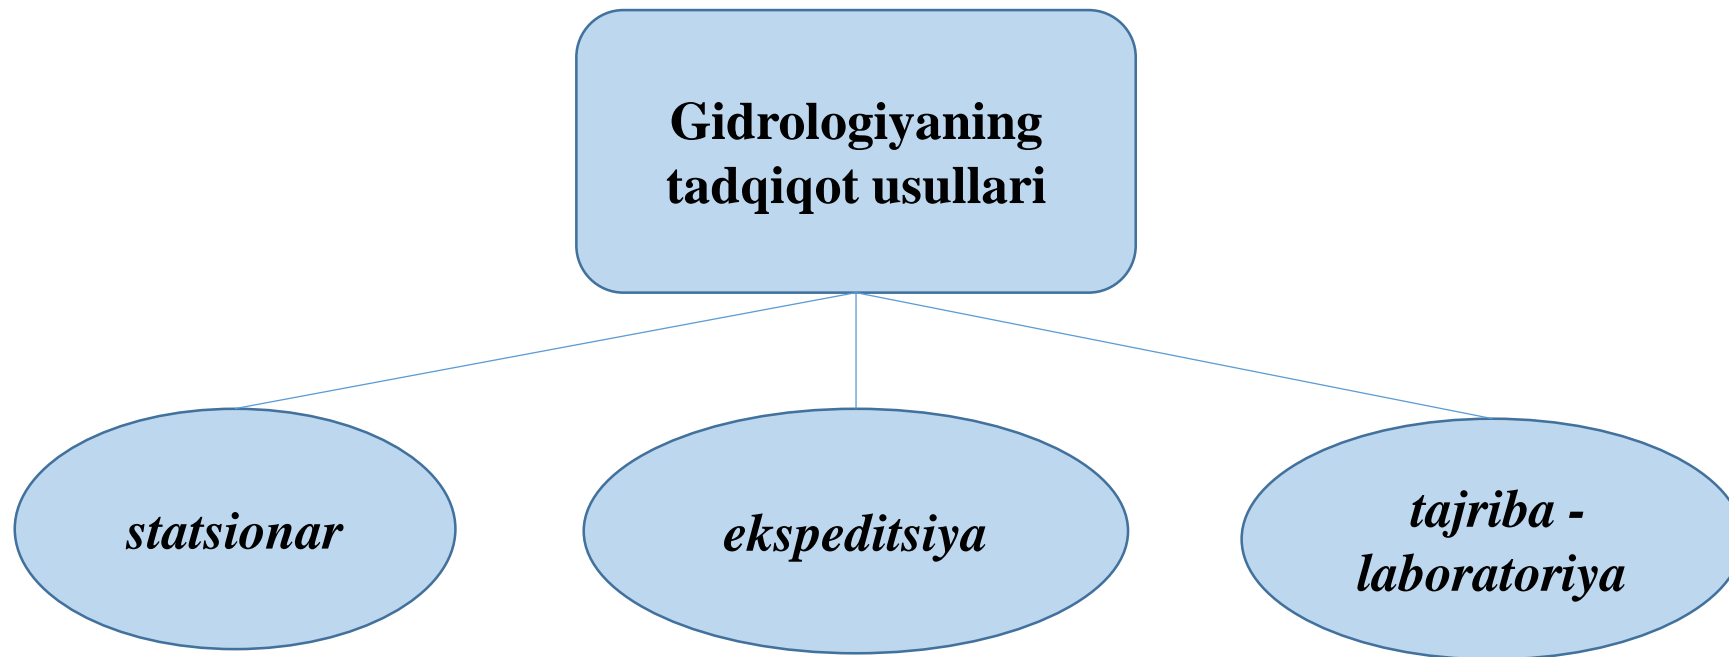 Gidrologiyaning
tadqiqot usullari
statsionar
ekspeditsiya
tajriba -
laboratoriya